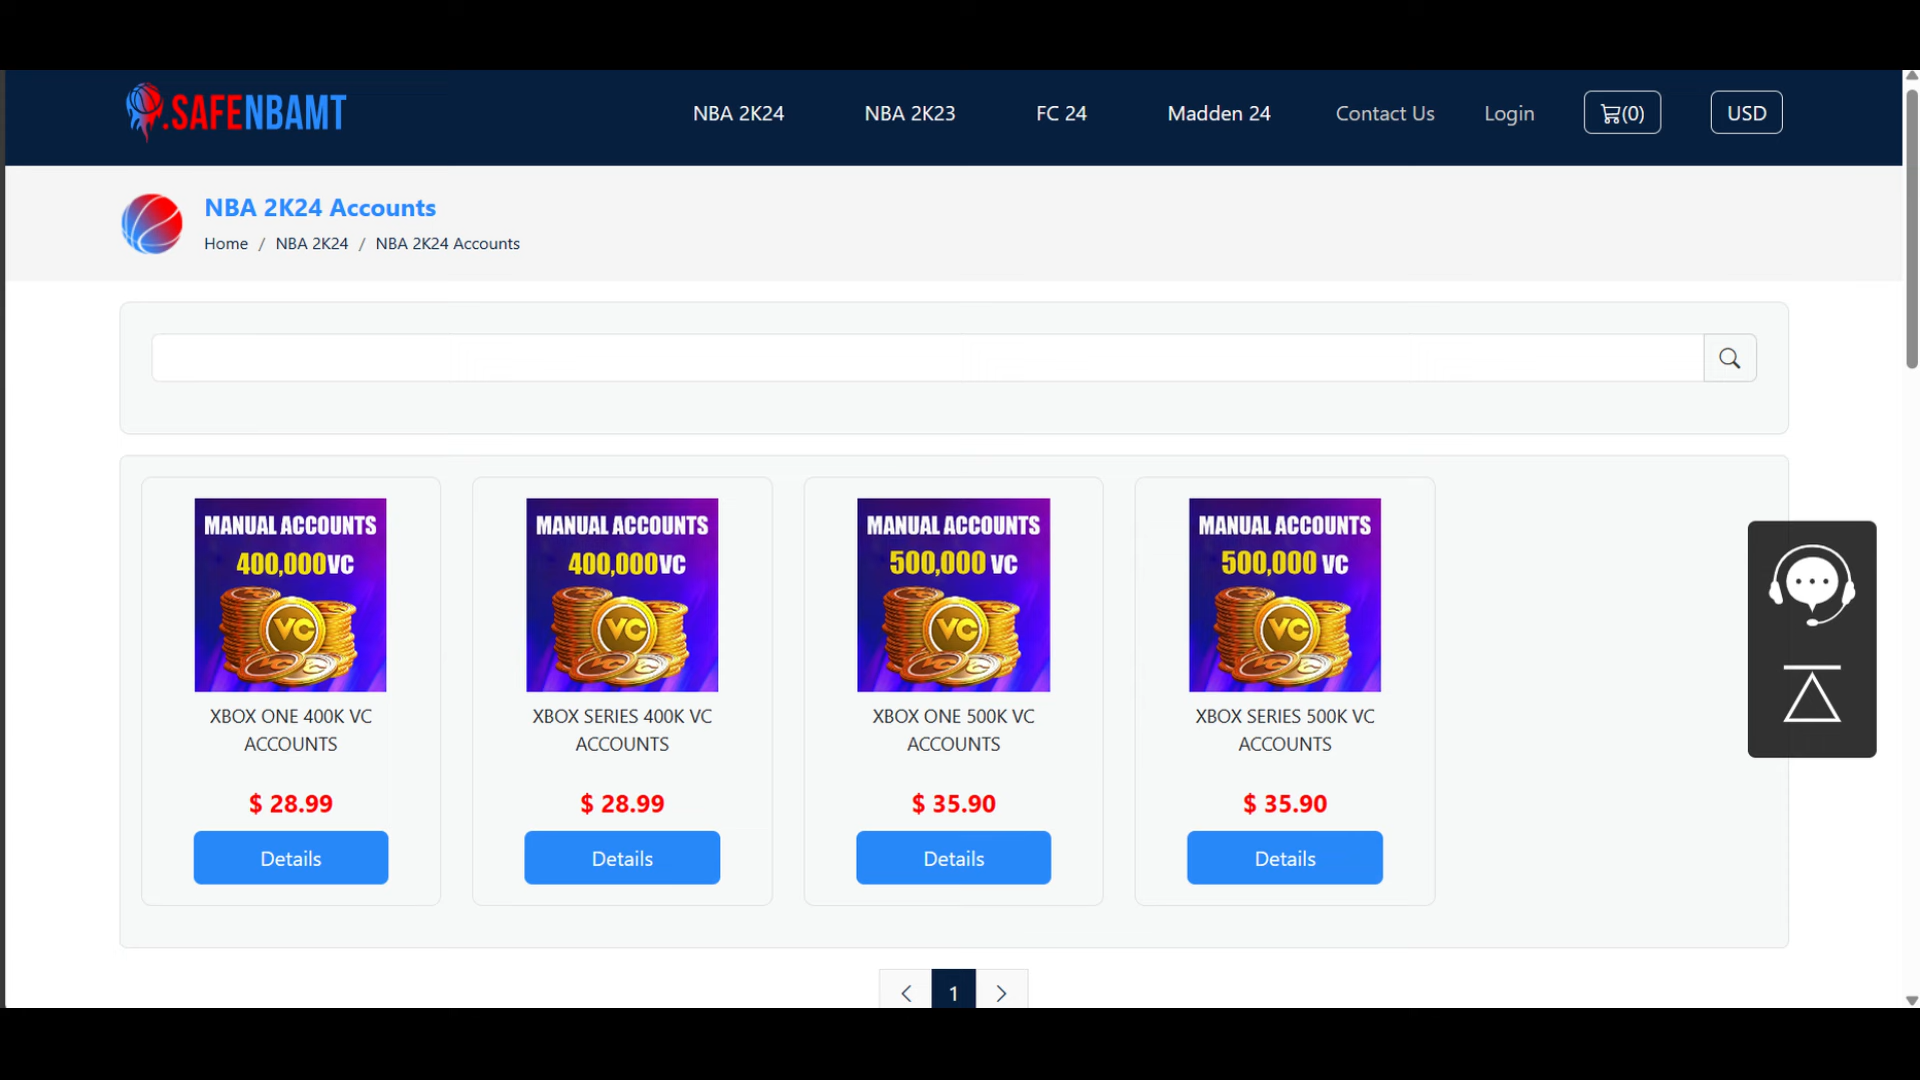 .SAFENBAMT
NBA 2K24
NBA 2K23
FC 24
Madden 24
Contact Us
Login
(0)
USD
NBA 2K24 Accounts
Home / NBA 2K24 / NBA 2K24 Accounts
MANUAL ACCOUNTS
400,000VC
VC
XBOX ONE 400K VC
ACCOUNTS
$ 28.99
Details
MANUAL ACCOUNTS
400,000VC
VC
XBOX SERIES 400K VC
ACCOUNTS
$ 28.99
Details
MANUAL ACCOUNTS
500,000 VC
VC
XBOX ONE 500K VC
ACCOUNTS
$ 35.90
Details
MANUAL ACCOUNTS
500,000 VC
VC
XBOX SERIES 500K VC
ACCOUNTS
$ 35.90
Details
1